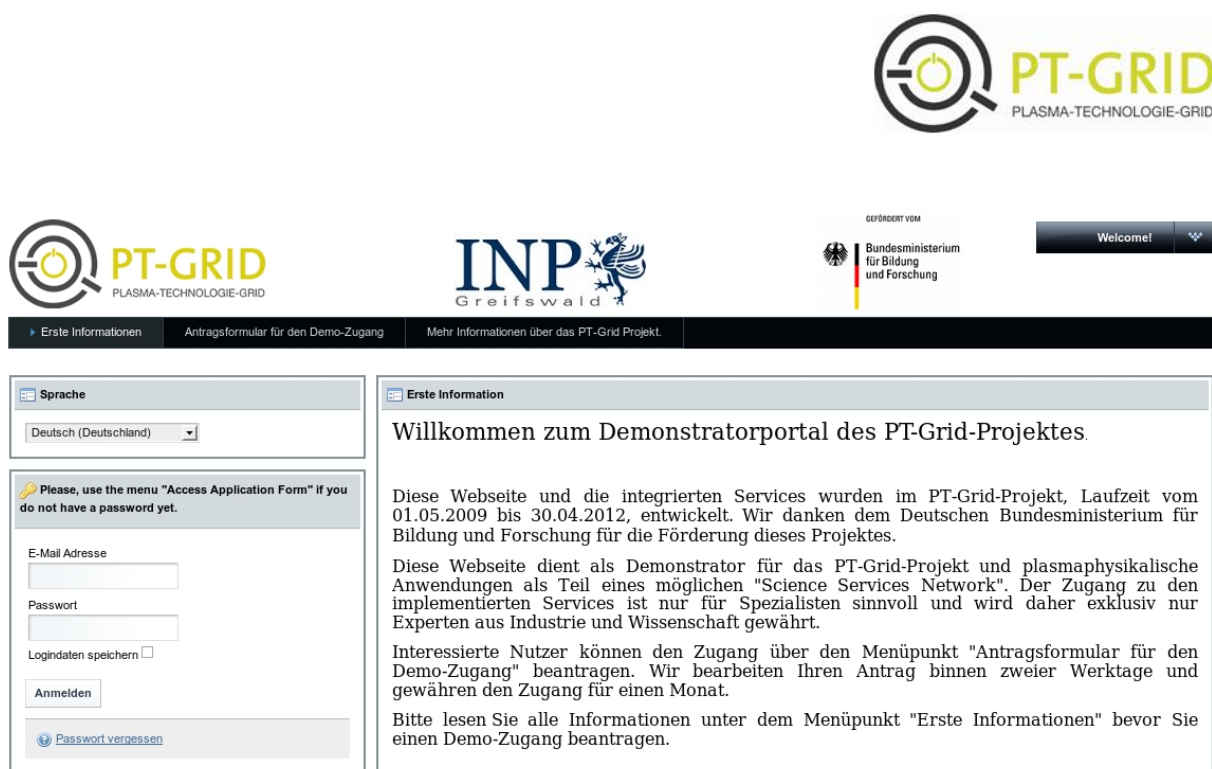 PT-GRID
PLASMA-TECHNOLOGIE-GRID
PT-GRID
PLASMA-TECHNOLOGIE-GRID
INP
Greifswald
GEFÖRDERT VOM
Bundesministerium
für Bildung
und Forschung
Welcome!
Erste Informationen
Antragsformular für den Demo-Zugang
Mehr Informationen über das PT-Grid Projekt.
Sprache
Deutsch (Deutschland)
Please, use the menu "Access Application Form" if you
do not have a password yet.
E-Mail Adresse
Passwort
Logindaten speichern
Anmelden
Passwort vergessen
Erste Information
Willkommen zum Demonstratorportal des PT-Grid-Projektes.
Diese Webseite und die integrierten Services wurden im PT-Grid-Projekt, Laufzeit vom
01.05.2009 bis 30.04.2012, entwickelt. Wir danken dem Deutschen Bundesministerium für
Bildung und Forschung für die Förderung dieses Projektes.
Diese Webseite dient als Demonstrator für das PT-Grid-Projekt und plasmaphysikalische
Anwendungen als Teil eines möglichen "Science Services Network". Der Zugang zu den
implementierten Services ist nur für Spezialisten sinnvoll und wird daher exklusiv nur
Experten aus Industrie und Wissenschaft gewährt.
Interessierte Nutzer können den Zugang über den Menüpunkt "Antragsformular für den
Demo-Zugang" beantragen. Wir bearbeiten Ihren Antrag binnen zweier Werktage und
gewähren den Zugang für einen Monat.
Bitte lesen Sie alle Informationen unter dem Menüpunkt "Erste Informationen" bevor Sie
einen Demo-Zugang beantragen.